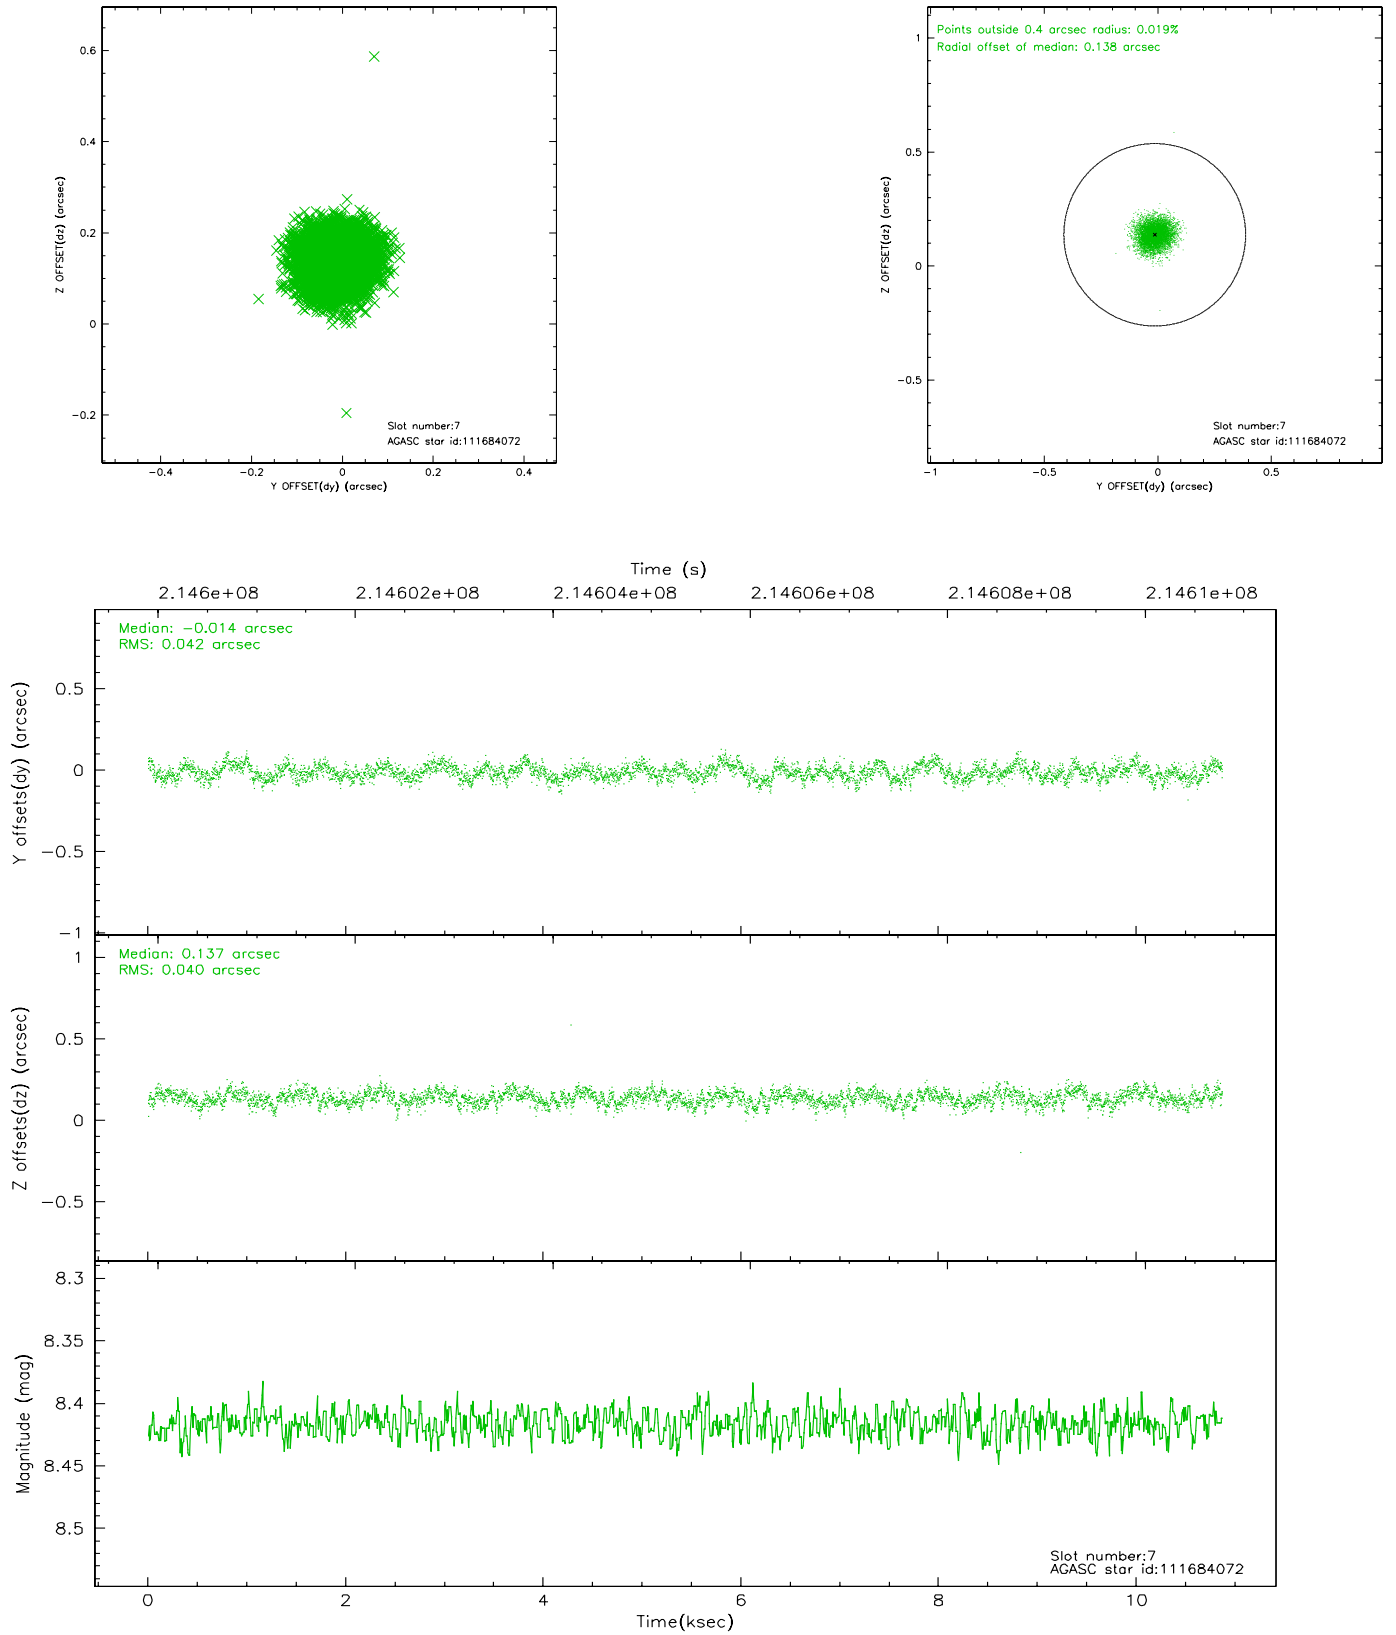 0.6
0.4
0.2
0
−0.2
Z OFFSET(dz) (arcsec)
Slot number:7
AGASC star id:111684072
−0.4 −0.2 0 0.2 0.4
Y OFFSET(dy) (arcsec)
Points outside 0.4 arcsec radius: 0.019%
Radial offset of median: 0.138 arcsec
1
0.5
0
−0.5
Z OFFSET(dz) (arcsec)
Slot number:7
AGASC star id:111684072
−1 −0.5 0 0.5
Y OFFSET(dy) (arcsec)
Time (s)
2.146e+08 2.14602e+08 2.14604e+08 2.14606e+08 2.14608e+08 2.1461e+08
Median: −0.014 arcsec
RMS: 0.042 arcsec
0.5
0
−0.5
−1
Y offsets(dy) (arcsec)
Median: 0.137 arcsec
RMS: 0.040 arcsec
1
0.5
0
−0.5
Z offsets(dz) (arcsec)
8.3
8.35
8.4
8.45
8.5
Magnitude (mag)
Slot number:7
AGASC star id:111684072
0 2 4 6 8 10
Time(ksec)